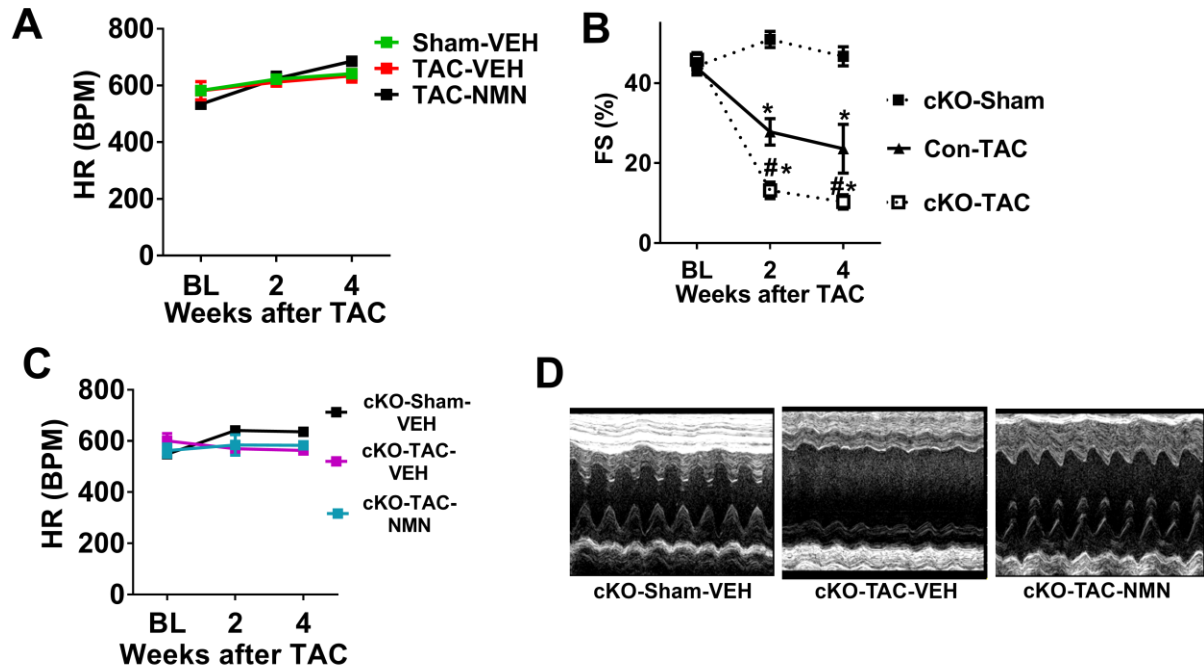 A
HR (BPM)
800
600
400
200
0
BL 2 4
Weeks after TAC
Sham-VEH
TAC-VEH
TAC-NMN
B
FS (%)
40
20
0
* *
#* #*
BL 2 4
Weeks after TAC
cKO-Sham
Con-TAC
cKO-TAC
C
HR (BPM)
800
600
400
200
0
BL 2 4
Weeks after TAC
cKO-Sham-
VEH
cKO-TAC-
VEH
cKO-TAC-
NMN
D
cKO-Sham-VEH
cKO-TAC-VEH
cKO-TAC-NMN